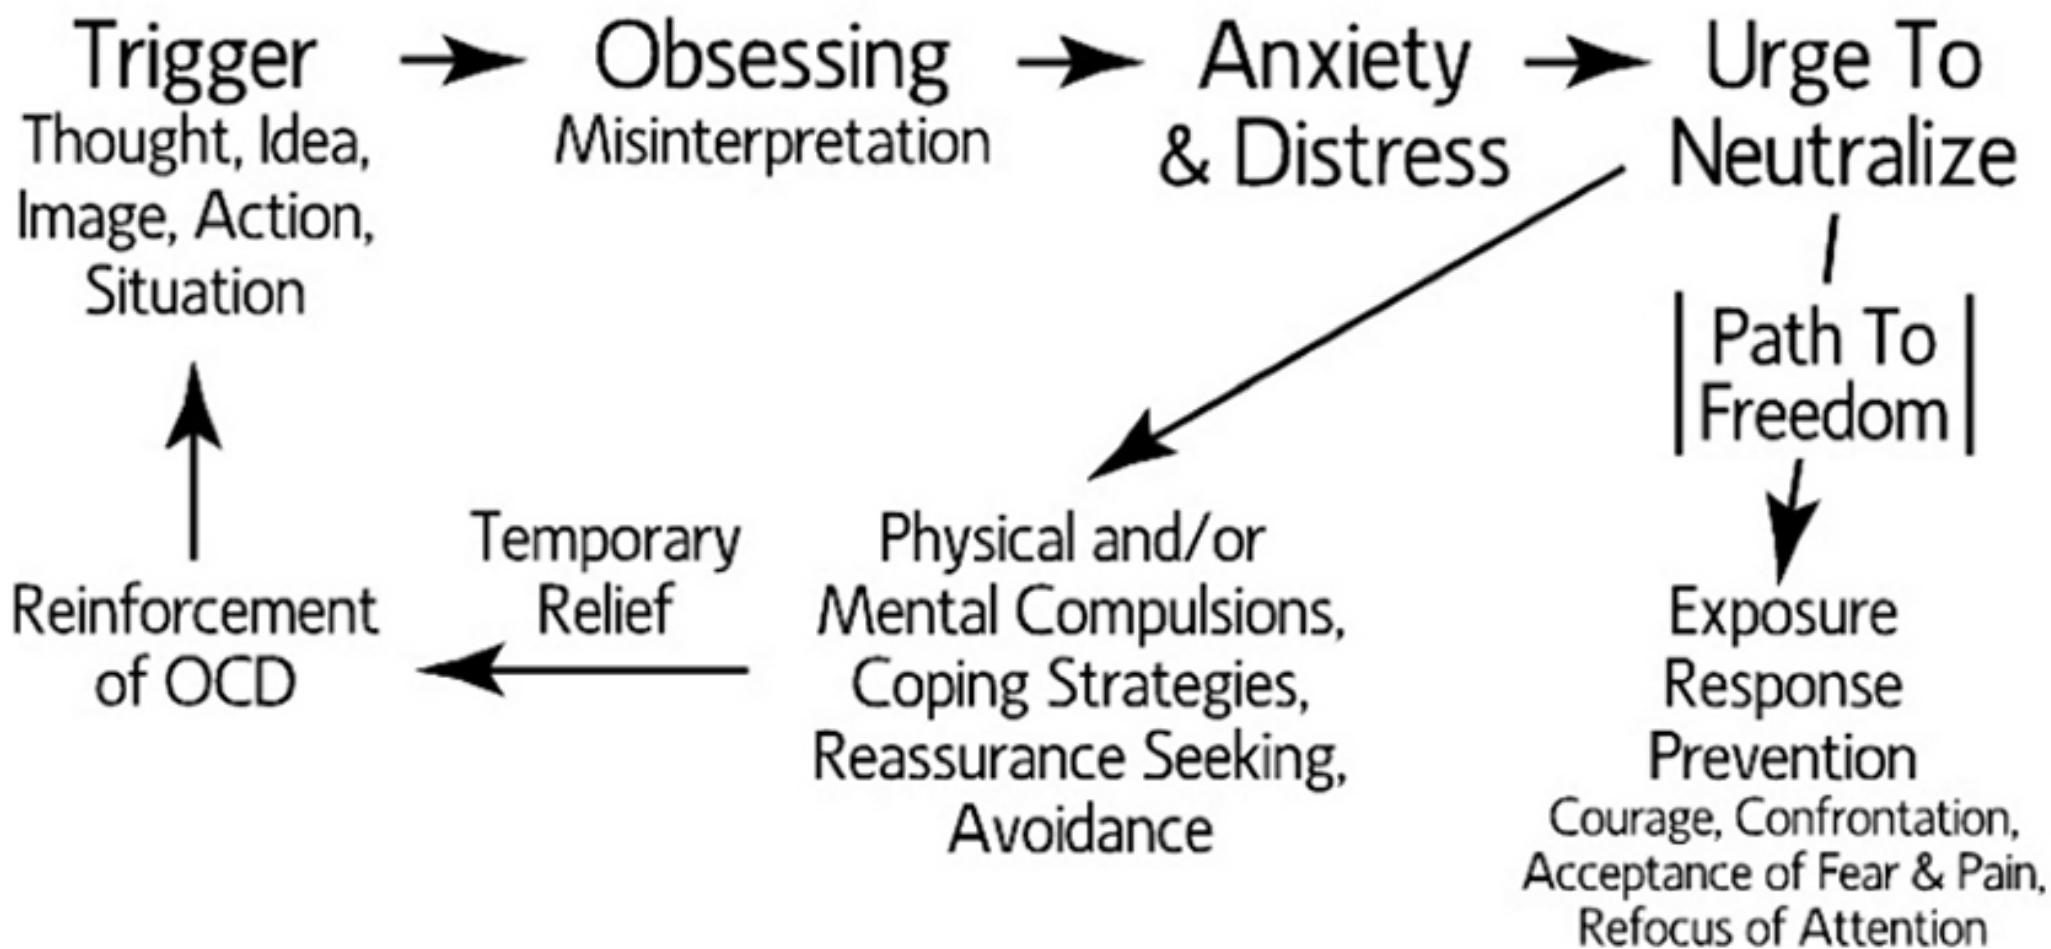 Trigger
Thought, Idea,
Image, Action,
Situation
Obsessing
Misinterpretation
Anxiety
& Distress
Urge To
Neutralize
Path To
Freedom
Exposure
Response
Prevention
Courage, Confrontation,
Acceptance of Fear & Pain,
Refocus of Attention
Physical and/or
Mental Compulsions,
Coping Strategies,
Reassurance Seeking,
Avoidance
Temporary
Relief
Reinforcement
of OCD